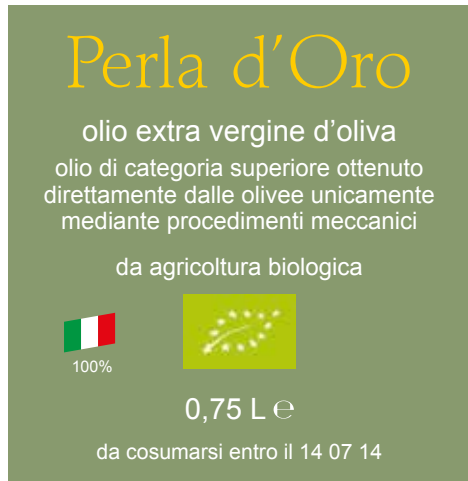 Perla d'Oro
olio extra vergine d'oliva
olio di categoria superiore ottenuto
direttamente dalle olivee unicamente
mediante procedimenti meccanici
da agricoltura biologica
100%
0,75 L ℮
da cosumarsi entro il 14 07 14